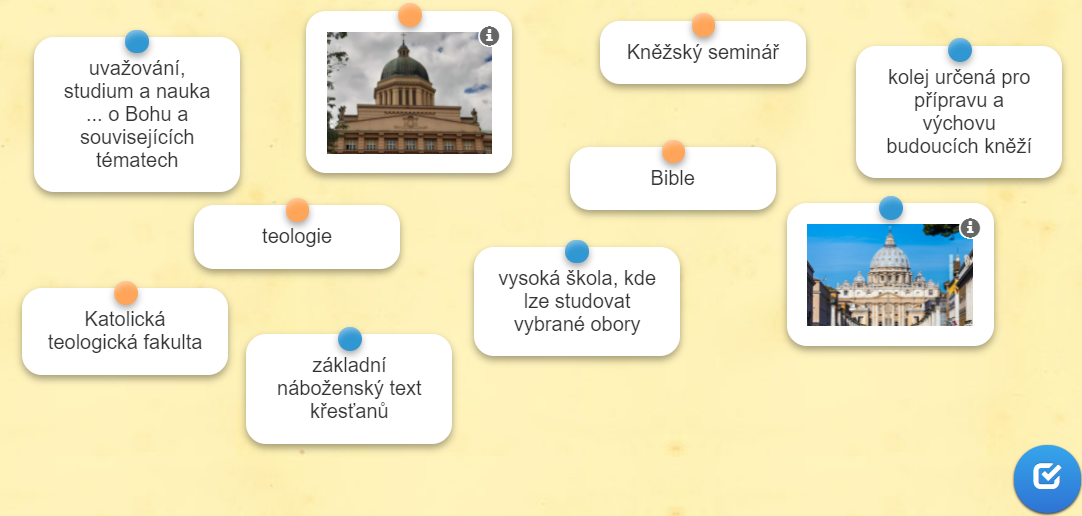 uvažování,
studium a nauka
... o Bohu a
souvisejících
tématech
Kněžský seminář
kolej určená pro
přípravu a
výchovu
budoucích kněží
Bible
teologie
vysoká škola, kde
lze studovat
vybrané obory
Katolická
teologická fakulta
základní
náboženský text
křesťanů